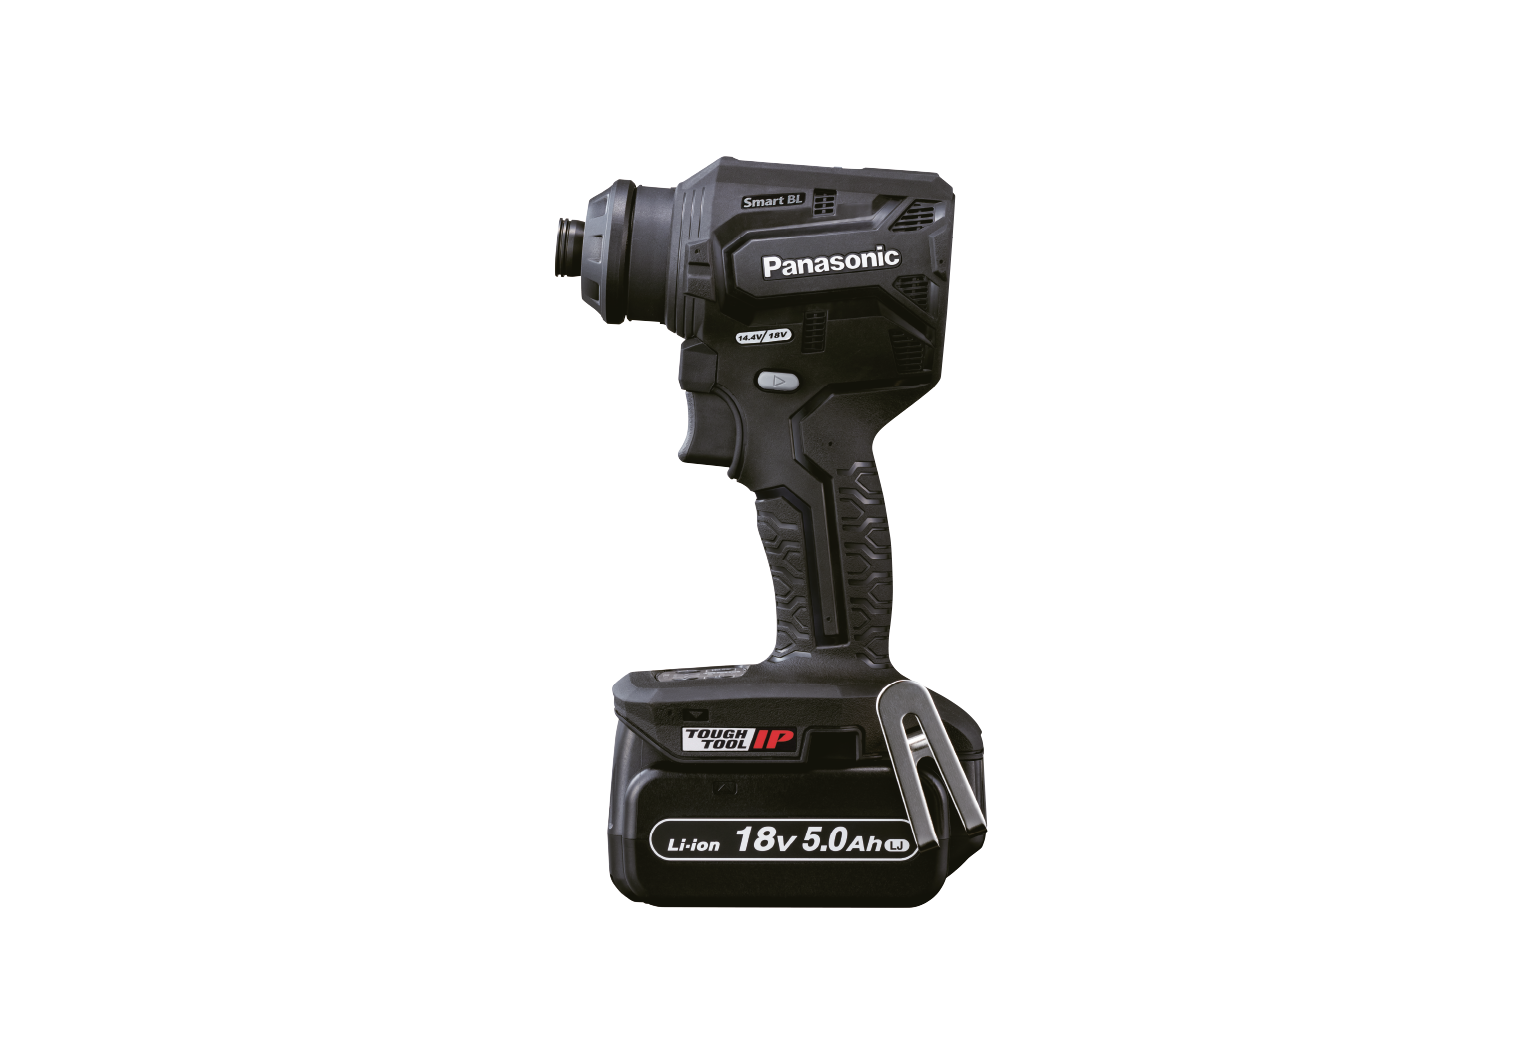 Smart BL
Panasonic
14.4V/18V
TOUGH TOOL IP
Li-ion 18V 5.0Ah LJ